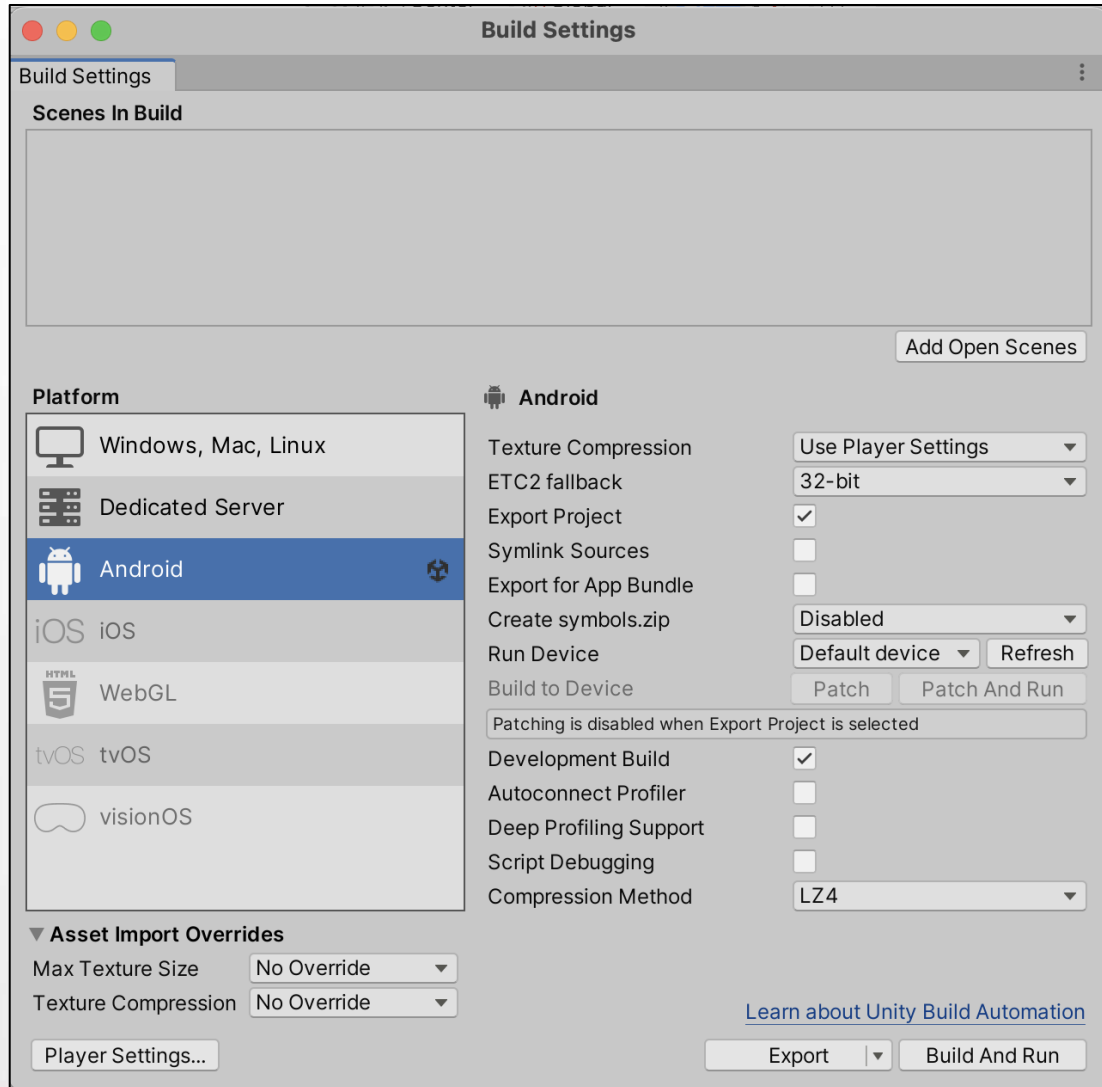 Build Settings
Build Settings
Scenes In Build
Add Open Scenes
Platform
Windows, Mac, Linux
Dedicated Server
Android
iOS iOS
HTML
5 WebGL
tvOS tvOS
visionOS
Android
Texture Compression Use Player Settings
ETC2 fallback 32-bit
Export Project
Symlink Sources
Export for App Bundle
Create symbols.zip Disabled
Run Device Default device Refresh
Build to Device Patch Patch And Run
Patching is disabled when Export Project is selected
Development Build
Autoconnect Profiler
Deep Profiling Support
Script Debugging
Compression Method LZ4
Asset Import Overrides
Max Texture Size No Override
Texture Compression No Override
Learn about Unity Build Automation
Player Settings... Export Build And Run